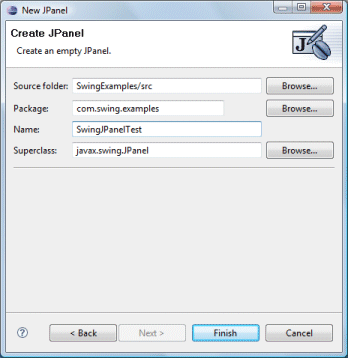 New JPanel
Create JPanel
Create an empty JPanel.
Source folder: SwingExamples/src Browse...
Package: com.swing.examples Browse...
Name: SwingJPanelTest
Superclass: javax.swing.JPanel Browse...
? < Back Next > Finish Cancel